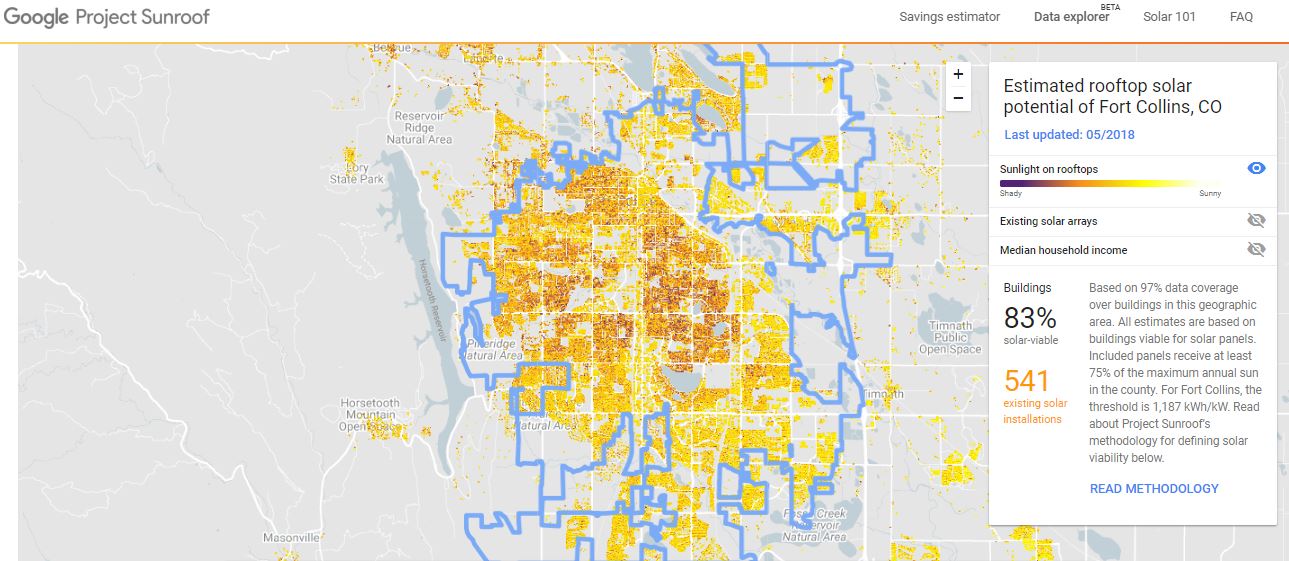 Google Project Sunroof
Savings estimator
Data explorer
BETA
Solar 101
FAQ
Bellvue
Laporte
Reservoir
Ridge
Natural Area
Lory
State Park
Horsetooth Reservoir
Pineridge
Natural Area
Horsetooth
Mountain
Open Space
Natural Area
Timnath
Public
Open Space
Timnath
Fossil Creek
Reservoir
Natural Area
Masonville
+
−
Estimated rooftop solar
potential of Fort Collins, CO
Last updated: 05/2018
Sunlight on rooftops
Shady
Sunny
Existing solar arrays
Median household income
Buildings
83%
solar-viable
541
existing solar
installations
Based on 97% data coverage
over buildings in this geographic
area. All estimates are based on
buildings viable for solar panels.
Included panels receive at least
75% of the maximum annual sun
in the county. For Fort Collins, the
threshold is 1,187 kWh/kW. Read
about Project Sunroof's
methodology for defining solar
viability below.
READ METHODOLOGY